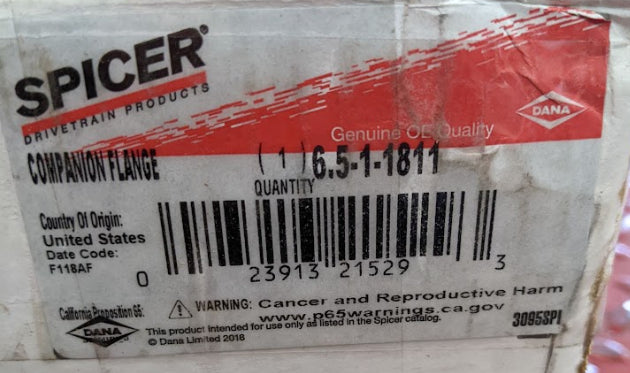 SPICER®
DRIVETRAIN PRODUCTS
DANA
Genuine OE Quality
COMPANION FLANGE
( 1 ) 6.5-1-1811
QUANTITY
Country Of Origin:
United States
Date Code:
F118AF
0 23913 21529 3
California Proposition 65:
WARNING: Cancer and Reproductive Harm
www.p65warnings.ca.gov
DANA
This product intended for use only as listed in the Spicer catalog.
© Dana Limited 2018
3095SPI